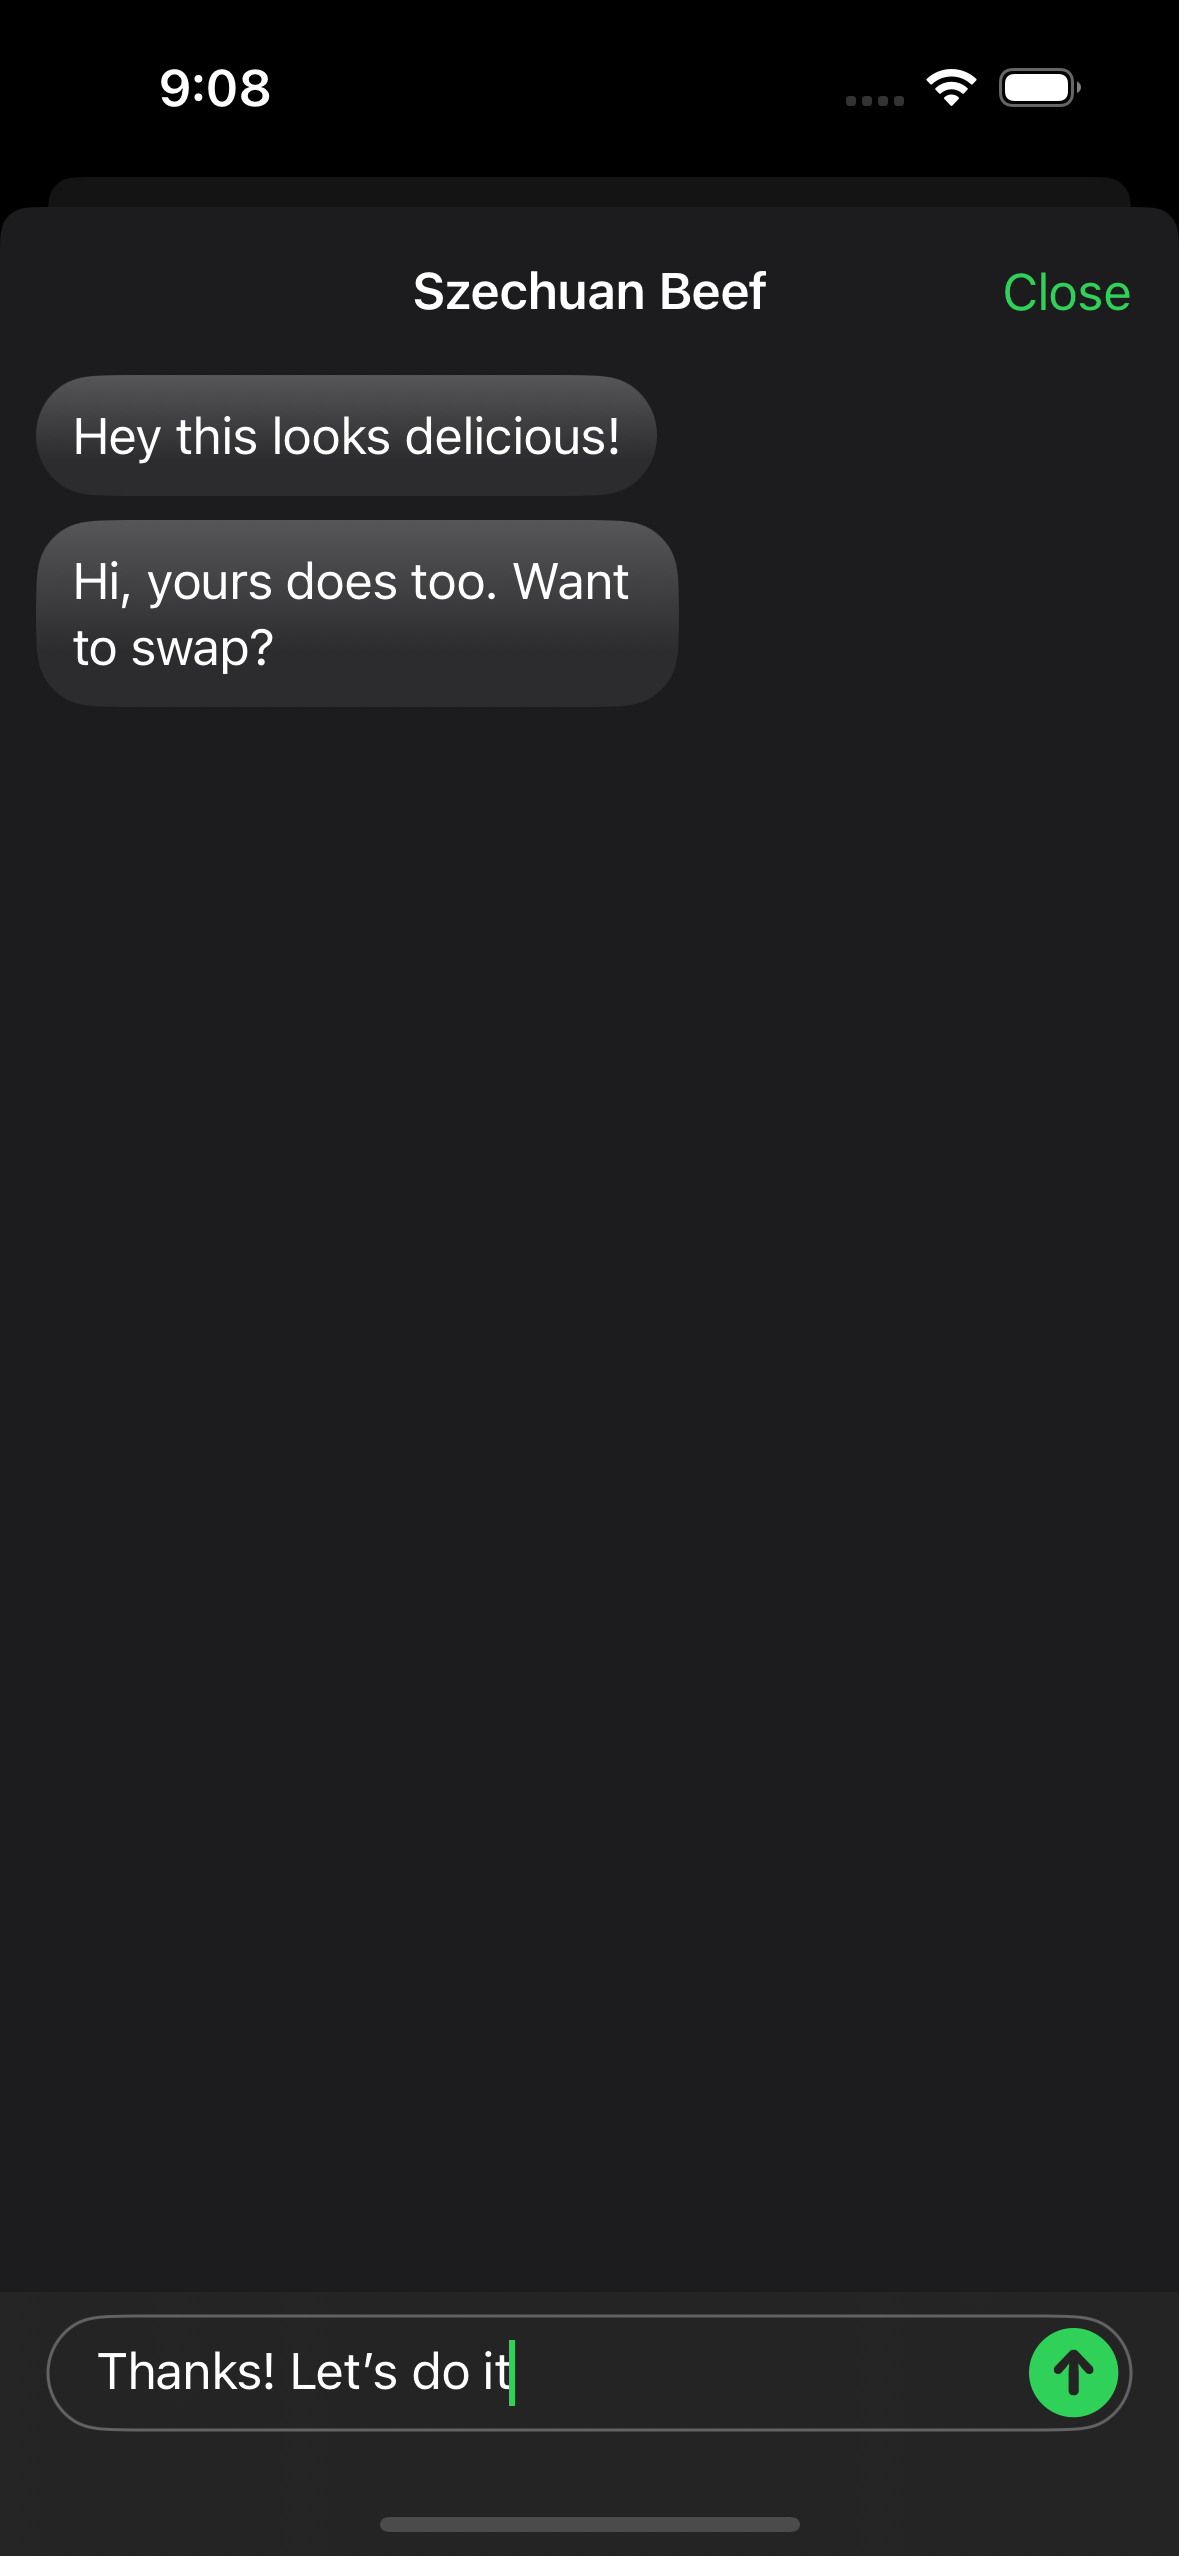 9:08
Szechuan Beef
Close
Hey this looks delicious!
Hi, yours does too. Want
to swap?
Thanks! Let’s do it